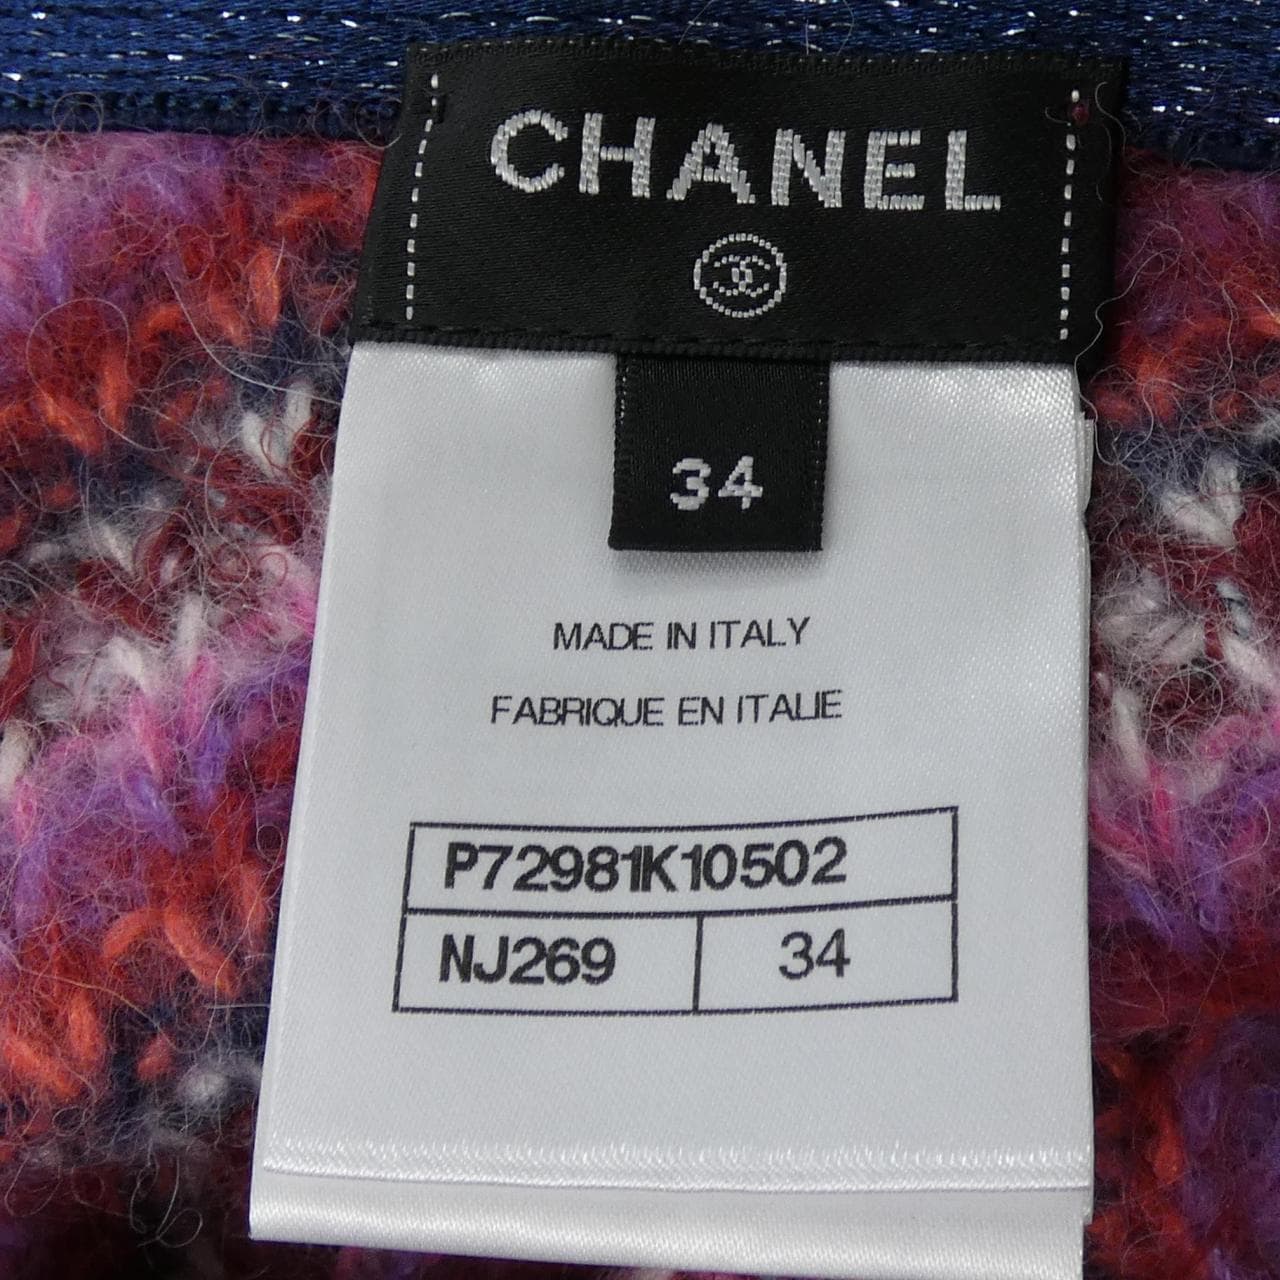 CHANEL
34
MADE IN ITALY
FABRIQUE EN ITALIE
P72981K10502
NJ269 34